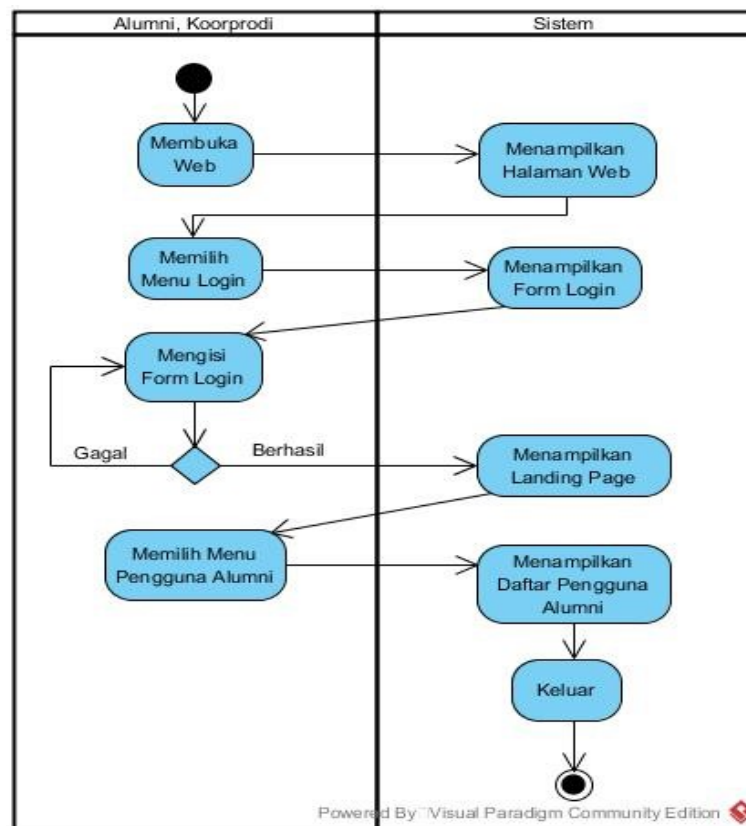 Alumni, Koorprodi
Sistem
Membuka
Web
Menampilkan
Halaman Web
Memilih
Menu Login
Menampilkan
Form Login
Mengisi
Form Login
Gagal
Berhasil
Menampilkan
Landing Page
Memilih Menu
Pengguna Alumni
Menampilkan
Daftar Pengguna
Alumni
Keluar
Powered By Visual Paradigm Community Edition